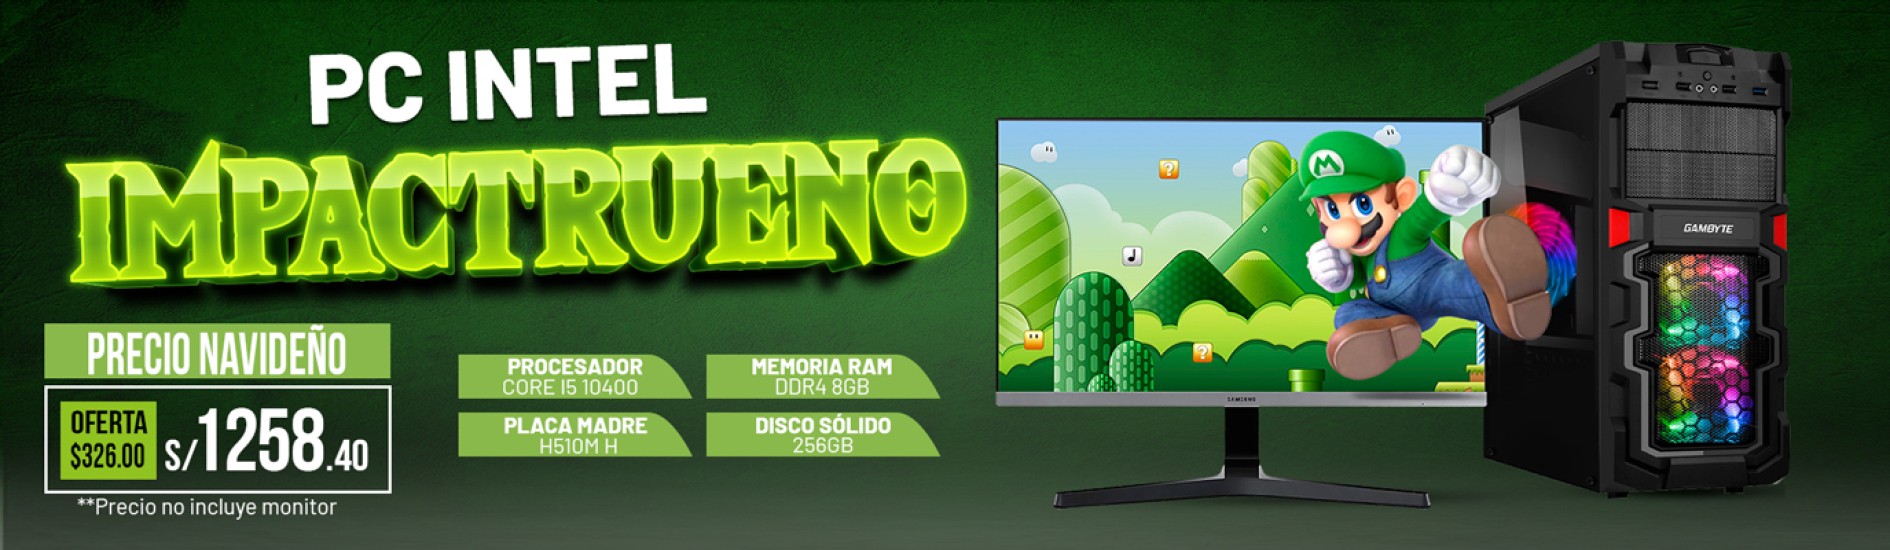 PC INTEL
IMPACTRUENO
PRECIO NAVIDEÑO
OFERTA
$326.00
S/1258.40
**Precio no incluye monitor
PROCESADOR
CORE I5 10400
MEMORIA RAM
DDR4 8GB
PLACA MADRE
H510M H
DISCO SÓLIDO
256GB
M
?
?
SAMSUNG
GAMBYTE